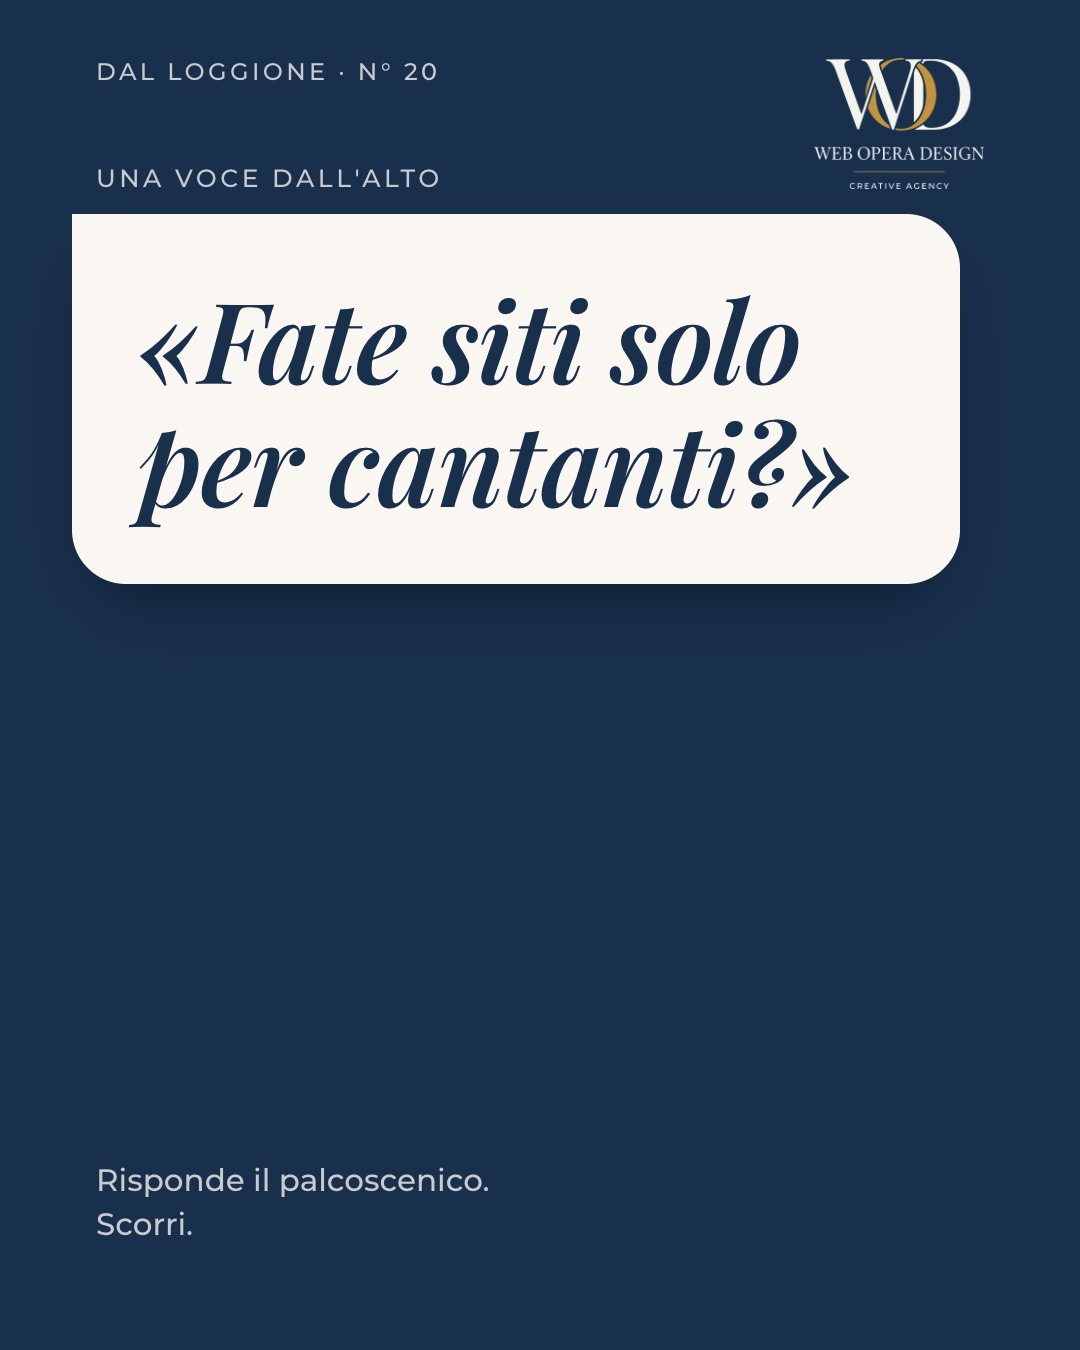 DAL LOGGIONE · N° 20
WOD
WEB OPERA DESIGN
CREATIVE AGENCY
UNA VOCE DALL'ALTO
«Fate siti solo
per cantanti?»
Risponde il palcoscenico.
Scorri.